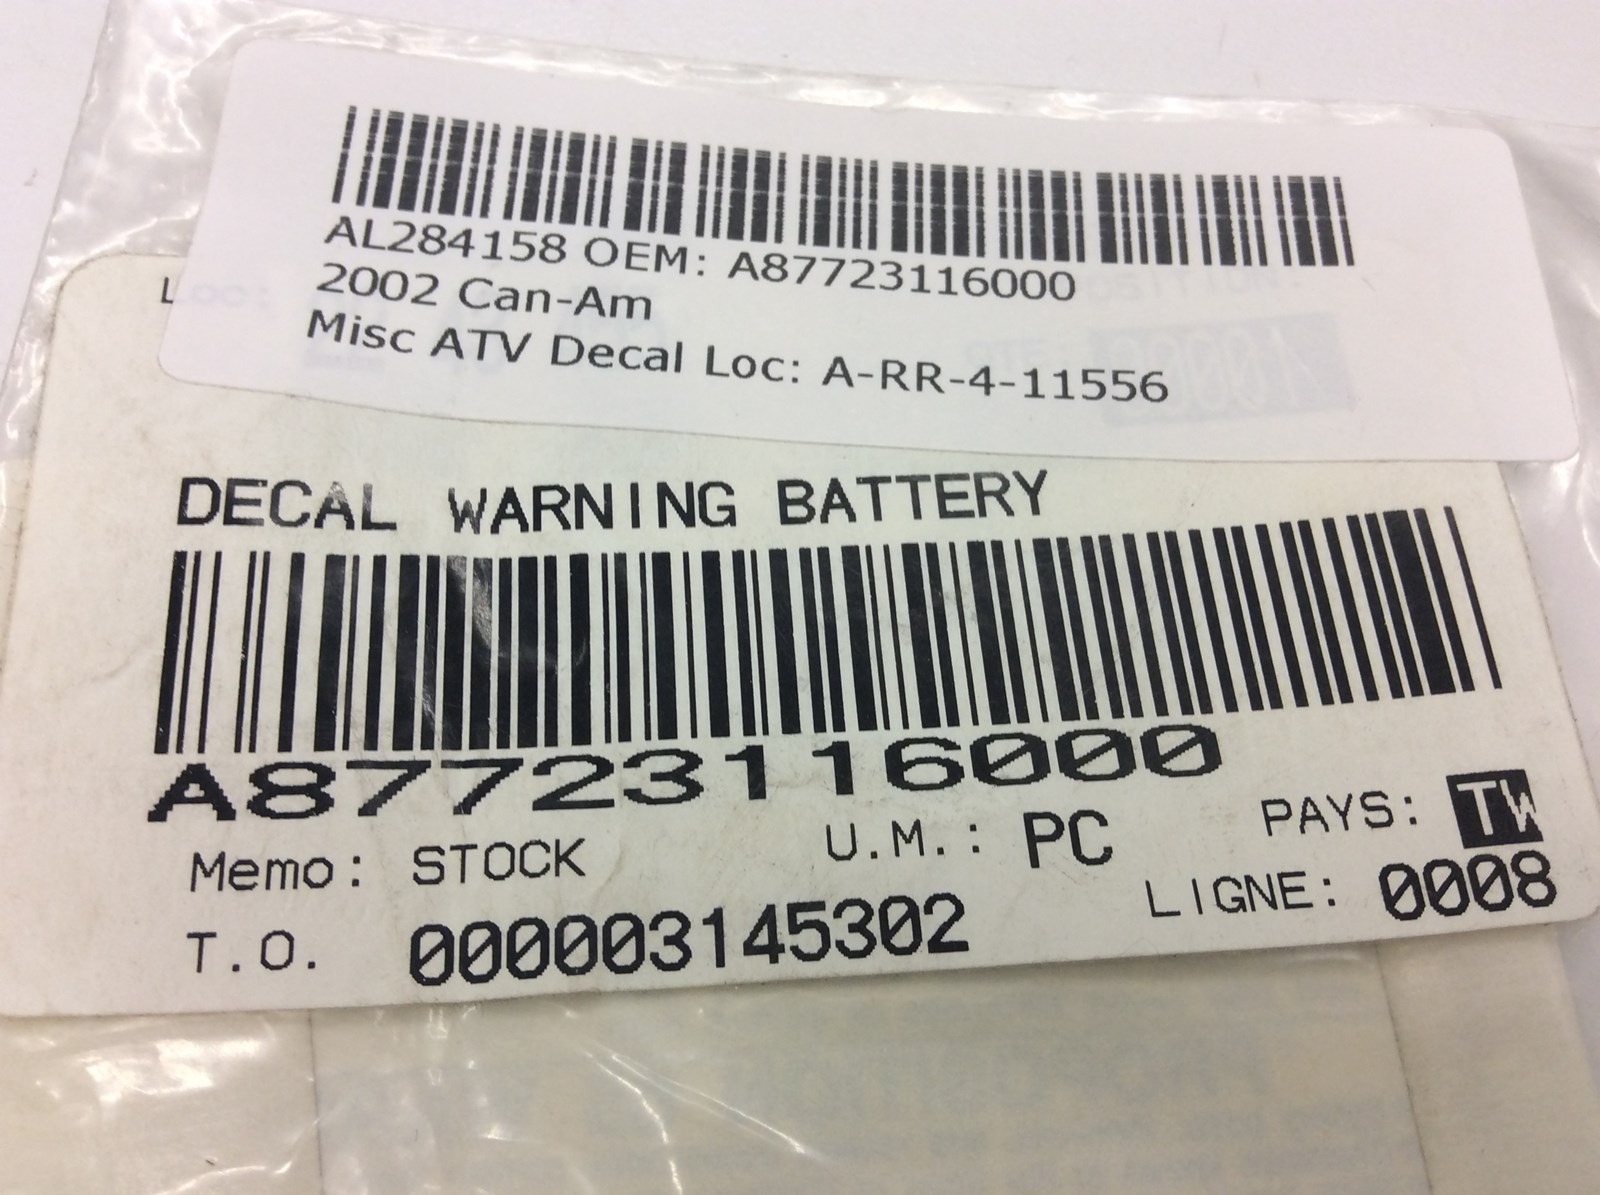 AL284158 OEM: A87723116000
2002 Can-Am
Misc ATV Decal Loc: A-RR-4-11556
DECAL WARNING BATTERY
A87723116000
Memo: STOCK U.M.: PC PAYS: TW
T.O. 000003145302 LIGNE: 0008